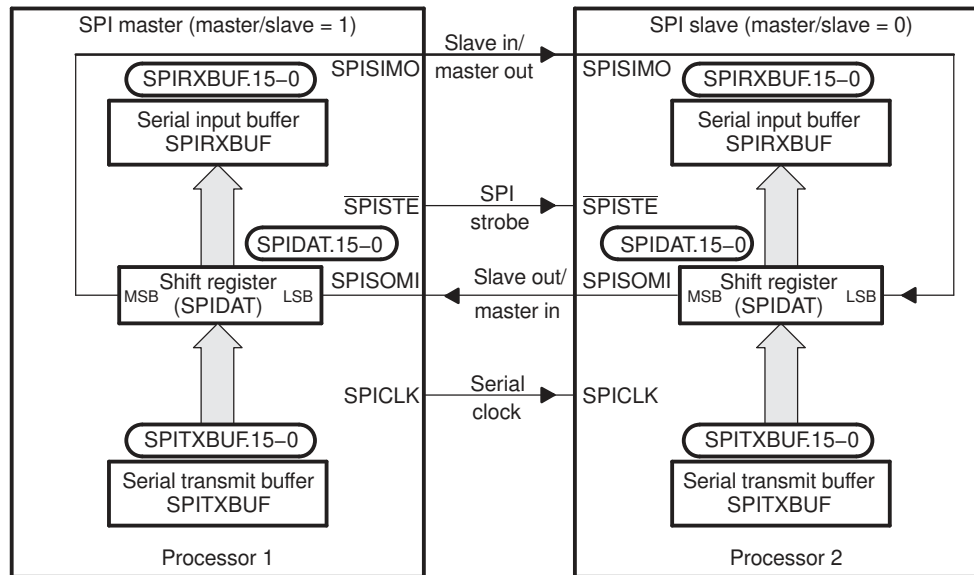 SPI master (master/slave = 1)
SPIRXBUF.15−0
Serial input buffer
SPIRXBUF
SPISIMO
SPISTE
SPIDAT.15−0
MSB
Shift register
(SPIDAT)
LSB
SPISOMI
SPICLK
SPITXBUF.15−0
Serial transmit buffer
SPITXBUF
Processor 1
Slave in/
master out
SPI
strobe
Slave out/
master in
Serial
clock
SPI slave (master/slave = 0)
SPISIMO
SPIRXBUF.15−0
Serial input buffer
SPIRXBUF
SPISTE
SPIDAT.15−0
SPISOMI
MSB
Shift register
(SPIDAT)
LSB
SPICLK
SPITXBUF.15−0
Serial transmit buffer
SPITXBUF
Processor 2